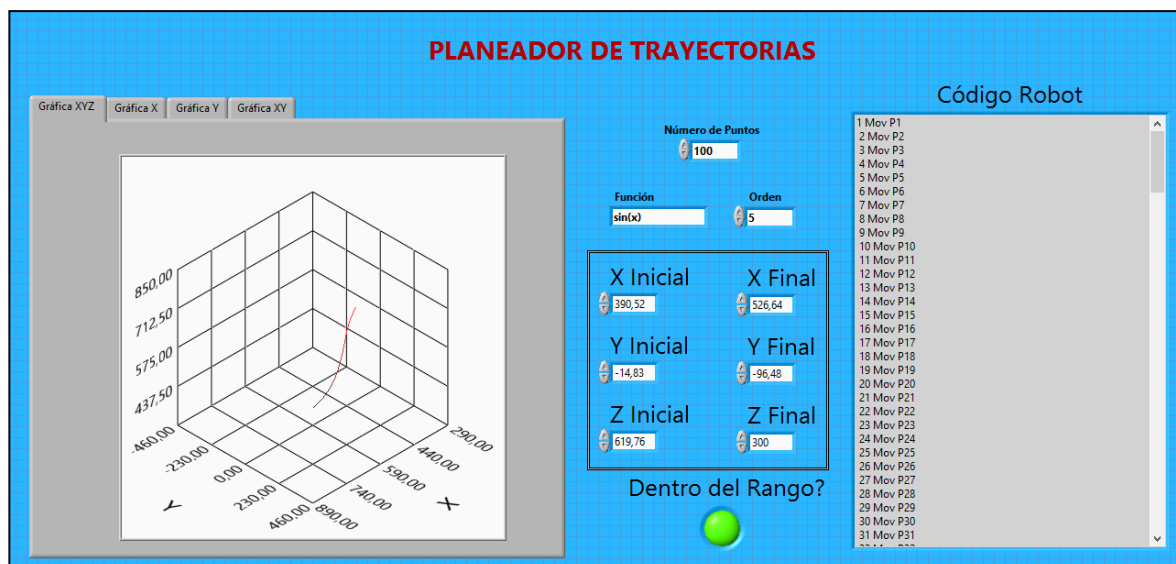 PLANEADOR DE TRAYECTORIAS
Gráfica XYZ
Gráfica X
Gráfica Y
Gráfica XY
850,00
712,50
575,00
437,50
-460,00
-230,00
0,00
230,00
460,00
Y
290,00
440,00
590,00
740,00
890,00
X
Número de Puntos
100
Función
sin(x)
Orden
5
X Inicial
390,52
X Final
526,64
Y Inicial
-14,83
Y Final
-96,48
Z Inicial
619,76
Z Final
300
Dentro del Rango?
Código Robot
1 Mov P1
2 Mov P2
3 Mov P3
4 Mov P4
5 Mov P5
6 Mov P6
7 Mov P7
8 Mov P8
9 Mov P9
10 Mov P10
11 Mov P11
12 Mov P12
13 Mov P13
14 Mov P14
15 Mov P15
16 Mov P16
17 Mov P17
18 Mov P18
19 Mov P19
20 Mov P20
21 Mov P21
22 Mov P22
23 Mov P23
24 Mov P24
25 Mov P25
26 Mov P26
27 Mov P27
28 Mov P28
29 Mov P29
30 Mov P30
31 Mov P31